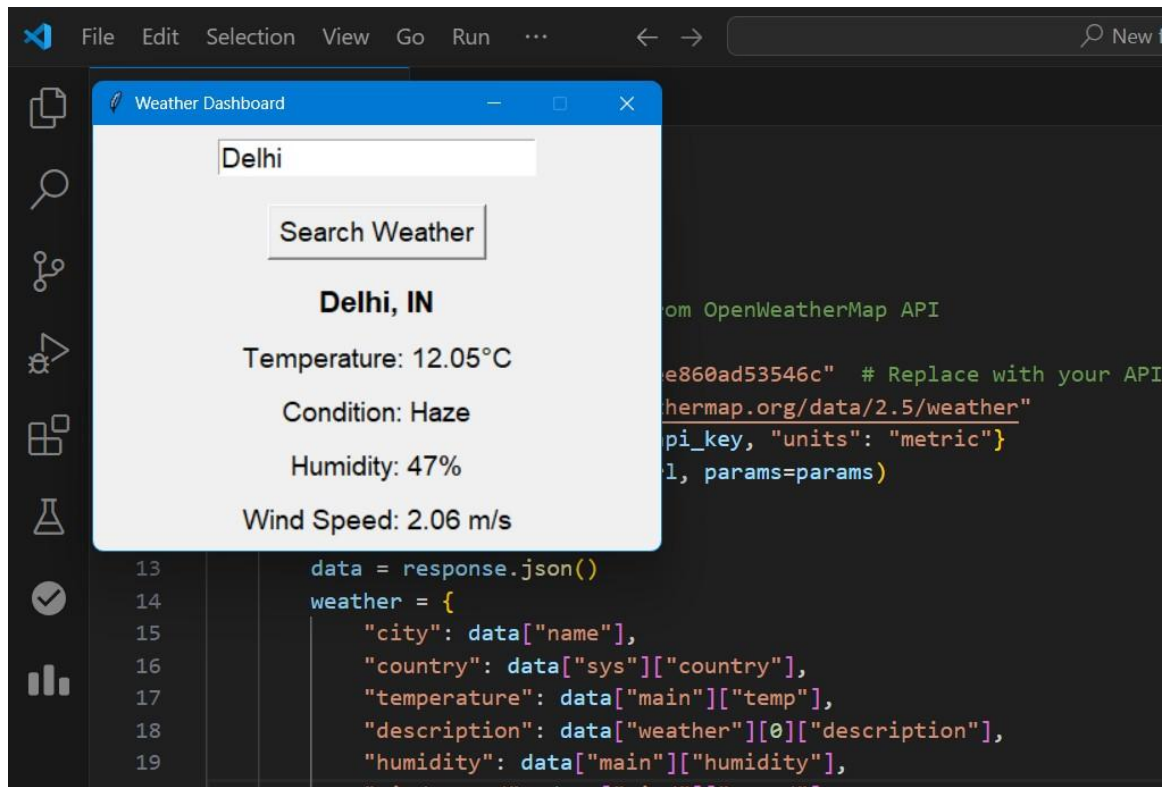 File Edit Selection View Go Run ...
New f
Weather Dashboard
Delhi
Search Weather
Delhi, IN
Temperature: 12.05°C
Condition: Haze
Humidity: 47%
Wind Speed: 2.06 m/s
om OpenWeatherMap API
e860ad53546c" # Replace with your API
hermap.org/data/2.5/weather"
pi_key, "units": "metric"}
l, params=params)
13 data = response.json()
14 weather = {
15 "city": data["name"],
16 "country": data["sys"]["country"],
17 "temperature": data["main"]["temp"],
18 "description": data["weather"][0]["description"],
19 "humidity": data["main"]["humidity"],